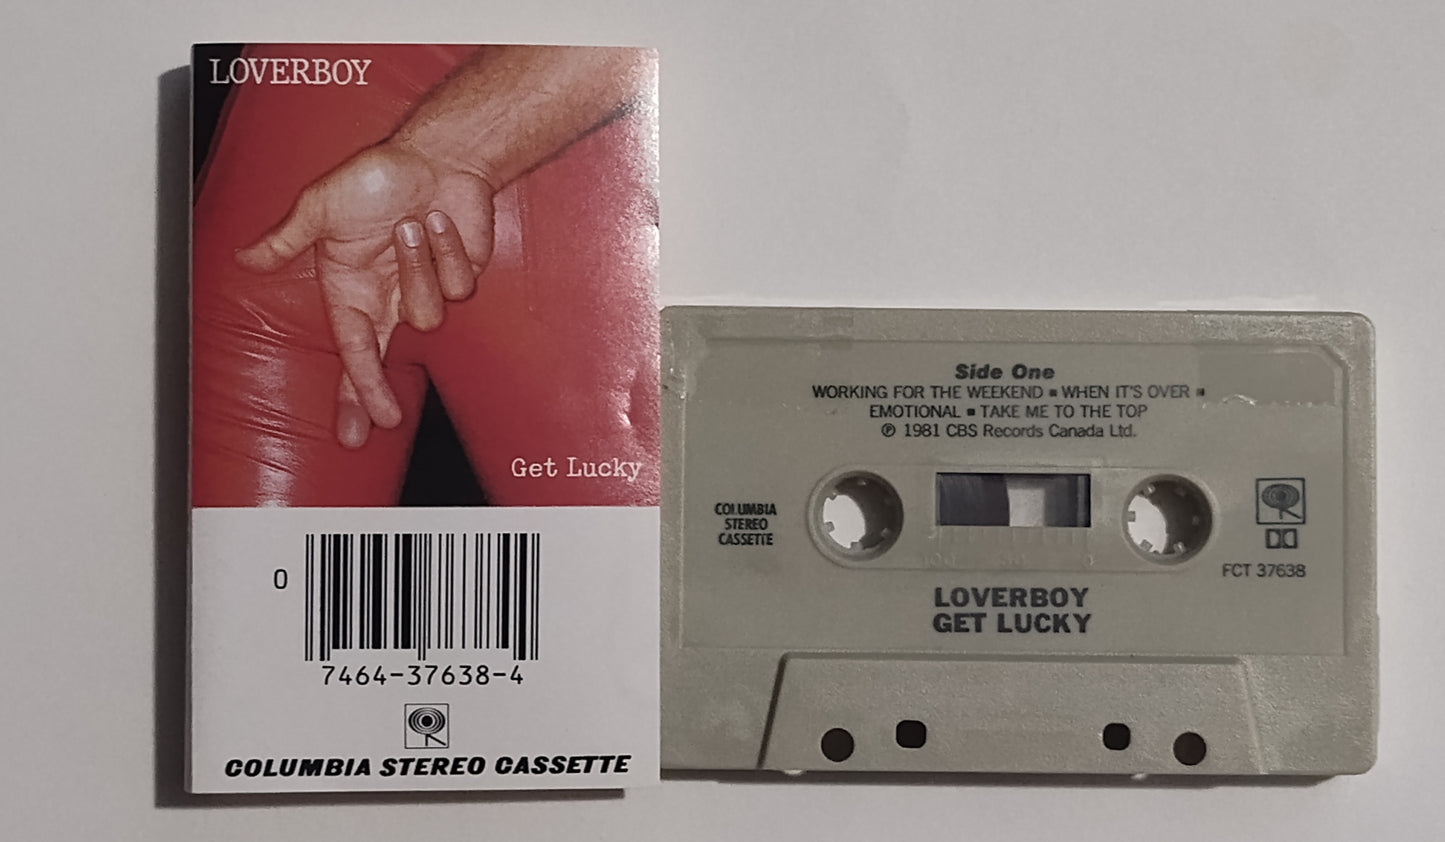 LOVERBOY
Get Lucky
0
7464-37638-4
COLUMBIA STEREO CASSETTE
Side One
WORKING FOR THE WEEKEND ▪ WHEN IT'S OVER ▪
EMOTIONAL ▪ TAKE ME TO THE TOP
℗ 1981 CBS Records Canada Ltd.
COLUMBIA
STEREO
CASSETTE
FCT 37638
LOVERBOY
GET LUCKY